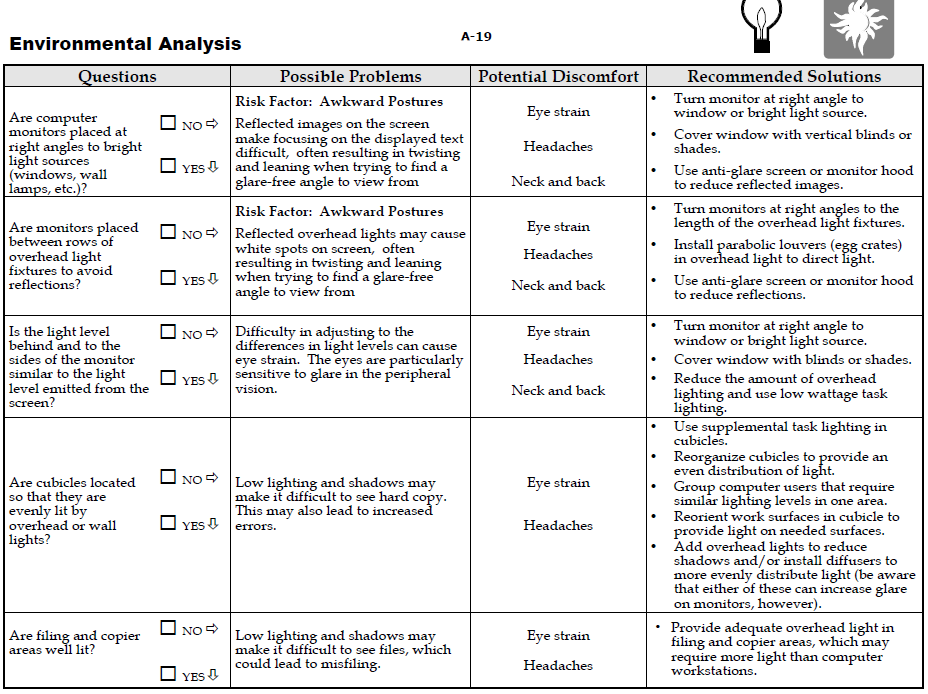 A-19
Environmental Analysis
Questions
Possible Problems
Potential Discomfort
Recommended Solutions
Are computer
monitors placed at
right angles to bright
light sources
(windows, wall
lamps, etc.)?
☐ NO ⇨
☐ YES ⇩
Risk Factor: Awkward Postures
Reflected images on the screen
make focusing on the displayed text
difficult, often resulting in twisting
and leaning when trying to find a
glare-free angle to view from
Eye strain
Headaches
Neck and back
• Turn monitor at right angle to
window or bright light source.
• Cover window with vertical blinds or
shades.
• Use anti-glare screen or monitor hood
to reduce reflected images.
Are monitors placed
between rows of
overhead light
fixtures to avoid
reflections?
☐ NO ⇨
☐ YES ⇩
Risk Factor: Awkward Postures
Reflected overhead lights may cause
white spots on screen, often
resulting in twisting and leaning
when trying to find a glare-free
angle to view from
Eye strain
Headaches
Neck and back
• Turn monitors at right angles to the
length of the overhead light fixtures.
• Install parabolic louvers (egg crates)
in overhead light to direct light.
• Use anti-glare screen or monitor hood
to reduce reflections.
Is the light level
behind and to the
sides of the monitor
similar to the light
level emitted from the
screen?
☐ NO ⇨
☐ YES ⇩
Difficulty in adjusting to the
differences in light levels can cause
eye strain. The eyes are particularly
sensitive to glare in the peripheral
vision.
Eye strain
Headaches
Neck and back
• Turn monitor at right angle to
window or bright light source.
• Cover window with blinds or shades.
• Reduce the amount of overhead
lighting and use low wattage task
lighting.
Are cubicles located
so that they are
evenly lit by
overhead or wall
lights?
☐ NO ⇨
☐ YES ⇩
Low lighting and shadows may
make it difficult to see hard copy.
This may also lead to increased
errors.
Eye strain
Headaches
• Use supplemental task lighting in
cubicles.
• Reorganize cubicles to provide an
even distribution of light.
• Group computer users that require
similar lighting levels in one area.
• Reorient work surfaces in cubicle to
provide light on needed surfaces.
• Add overhead lights to reduce
shadows and/or install diffusers to
more evenly distribute light (be aware
that either of these can increase glare
on monitors, however).
Are filing and copier
areas well lit?
☐ NO ⇨
☐ YES ⇩
Low lighting and shadows may
make it difficult to see files, which
could lead to misfiling.
Eye strain
Headaches
• Provide adequate overhead light in
filing and copier areas, which may
require more light than computer
workstations.